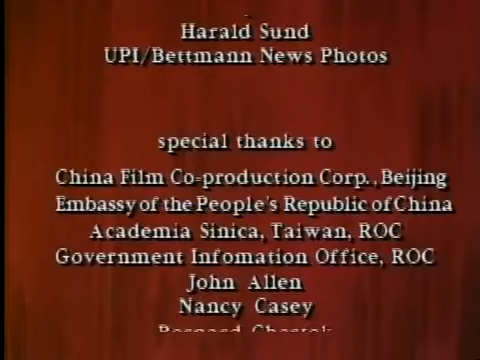 Harald Sund
UPI/Bettmann News Photos
special thanks to
China Film Co-production Corp., Beijing
Embassy of the People's Republic of China
Academia Sinica, Taiwan, ROC
Government Infomation Office, ROC
John Allen
Nancy Casey